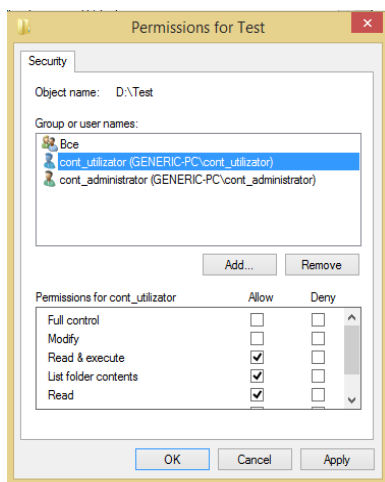 Permissions for Test
Security
Object name: D:\Test
Group or user names:
Все
cont_utilizator (GENERIC-PC\cont_utilizator)
cont_administrator (GENERIC-PC\cont_administrator)
Add... Remove
Permissions for cont_utilizator Allow Deny
Full control
Modify
Read & execute
List folder contents
Read
OK Cancel Apply